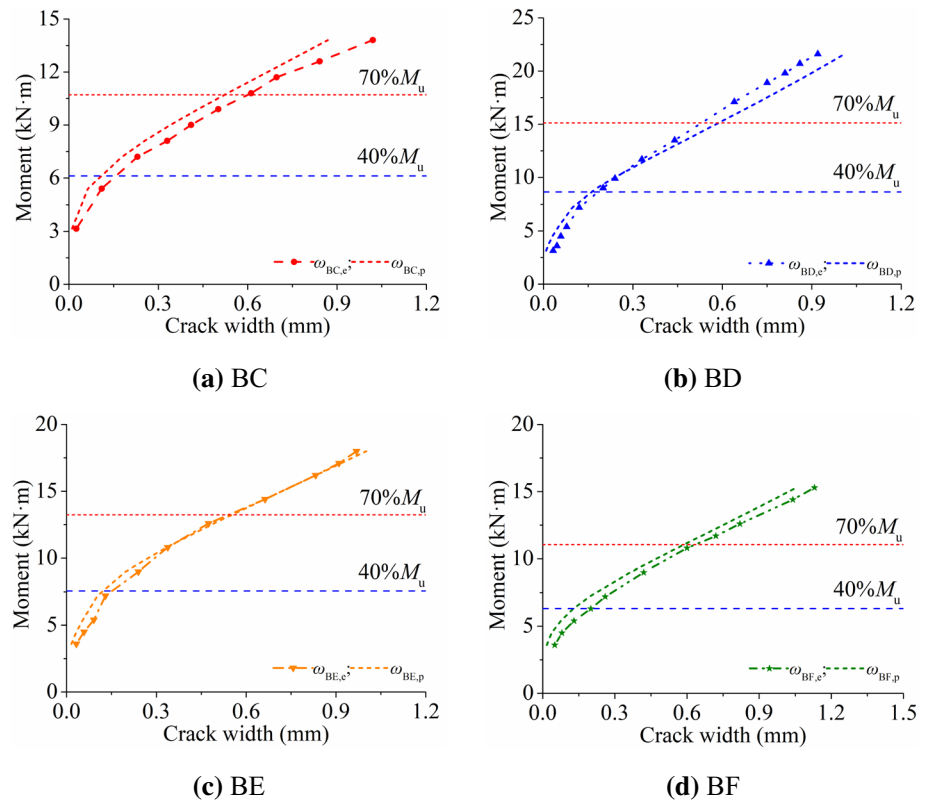 15
12
9
6
3
0
Moment (kN·m)
70%Mu
40%Mu
ωBC,e; ωBC,p
0.0 0.3 0.6 0.9 1.2
Crack width (mm)
(a) BC
25
20
15
10
5
0
Moment (kN·m)
70%Mu
40%Mu
ωBD,e; ωBD,p
0.0 0.3 0.6 0.9 1.2
Crack width (mm)
(b) BD
20
15
10
5
0
Moment (kN·m)
70%Mu
40%Mu
ωBE,e; ωBE,p
0.0 0.3 0.6 0.9 1.2
Crack width (mm)
(c) BE
20
15
10
5
0
Moment (kN·m)
70%Mu
40%Mu
ωBF,e; ωBF,p
0.0 0.3 0.6 0.9 1.2 1.5
Crack width (mm)
(d) BF